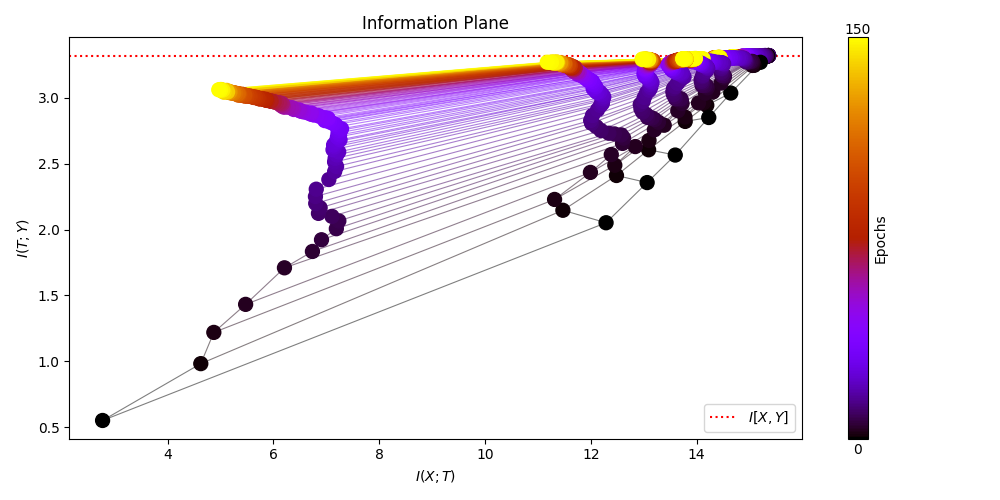 Information Plane
150
3.0
2.5
2.0
1.5
1.0
0.5
I(T; Y)
4 6 8 10 12 14
I(X; T)
I[X, Y]
Epochs
0